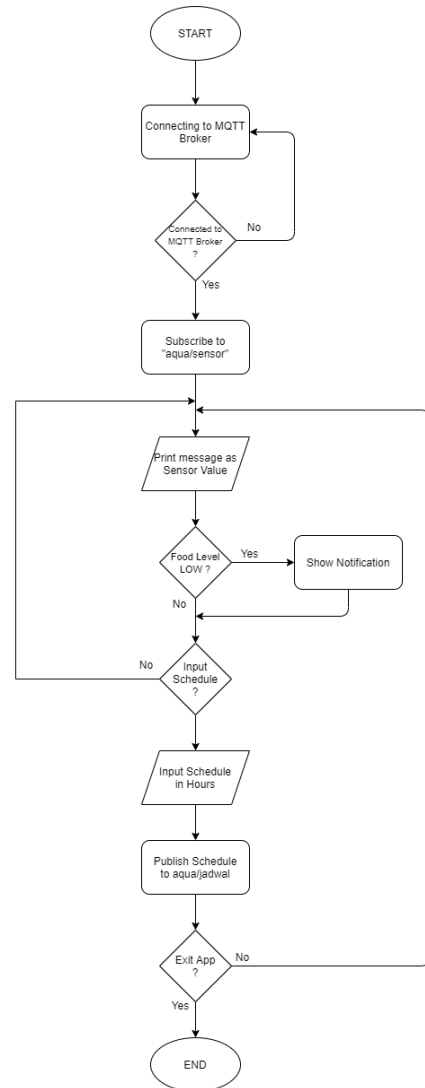 START
Connecting to MQTT
Broker
Connected to
MQTT Broker
?
No
Yes
Subscribe to
"aqua/sensor"
Print message as
Sensor Value
Food Level
LOW ?
Yes
Show Notification
No
Input
Schedule
?
No
Input Schedule
in Hours
Publish Schedule
to aqua/jadwal
Exit App
?
No
Yes
END